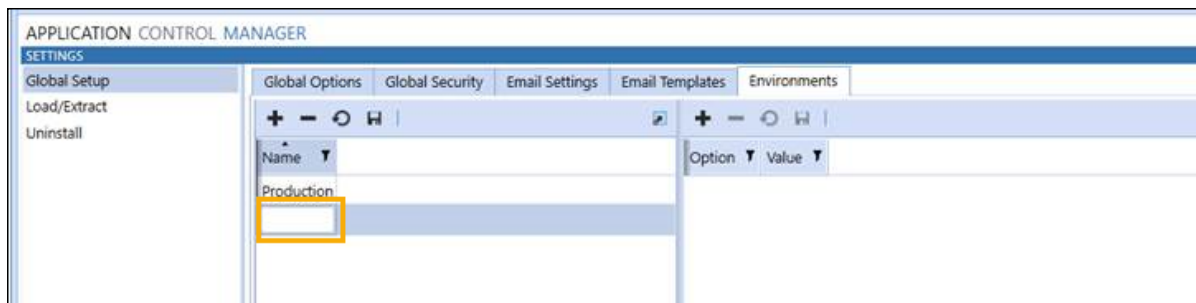 APPLICATION CONTROL MANAGER
SETTINGS
Global Setup
Load/Extract
Uninstall
Global Options Global Security Email Settings Email Templates Environments
Name
Production
Option Value